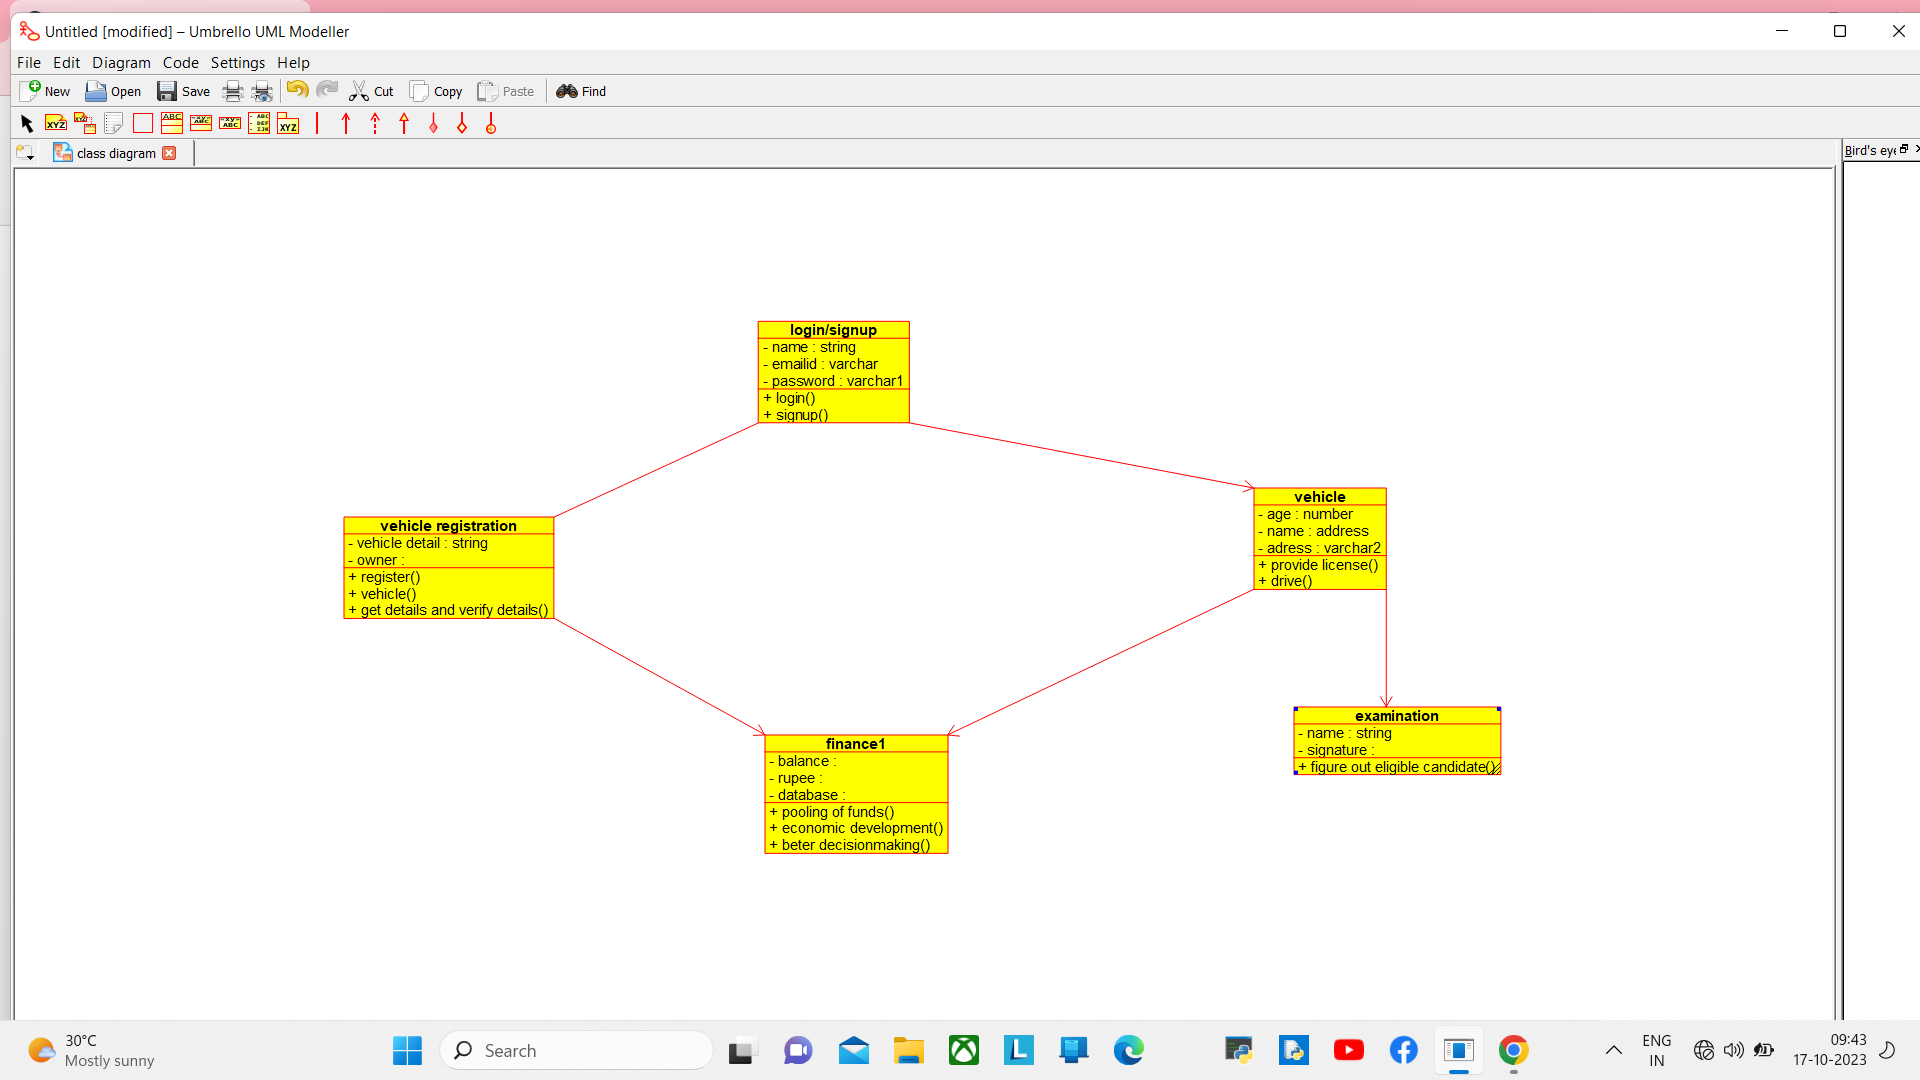 Untitled [modified] – Umbrello UML Modeller
File Edit Diagram Code Settings Help
New Open Save Cut Copy Paste Find
class diagram
Bird's eye
login/signup
- name : string
- emailid : varchar
- password : varchar1
+ login()
+ signup()
vehicle
- age : number
- name : address
- adress : varchar2
+ provide license()
+ drive()
vehicle registration
- vehicle detail : string
- owner :
+ register()
+ vehicle()
+ get details and verify details()
examination
- name : string
- signature :
+ figure out eligible candidate()
finance1
- balance :
- rupee :
- database :
+ pooling of funds()
+ economic development()
+ beter decisionmaking()
30°C
Mostly sunny
Search
ENG
IN
09:43
17-10-2023